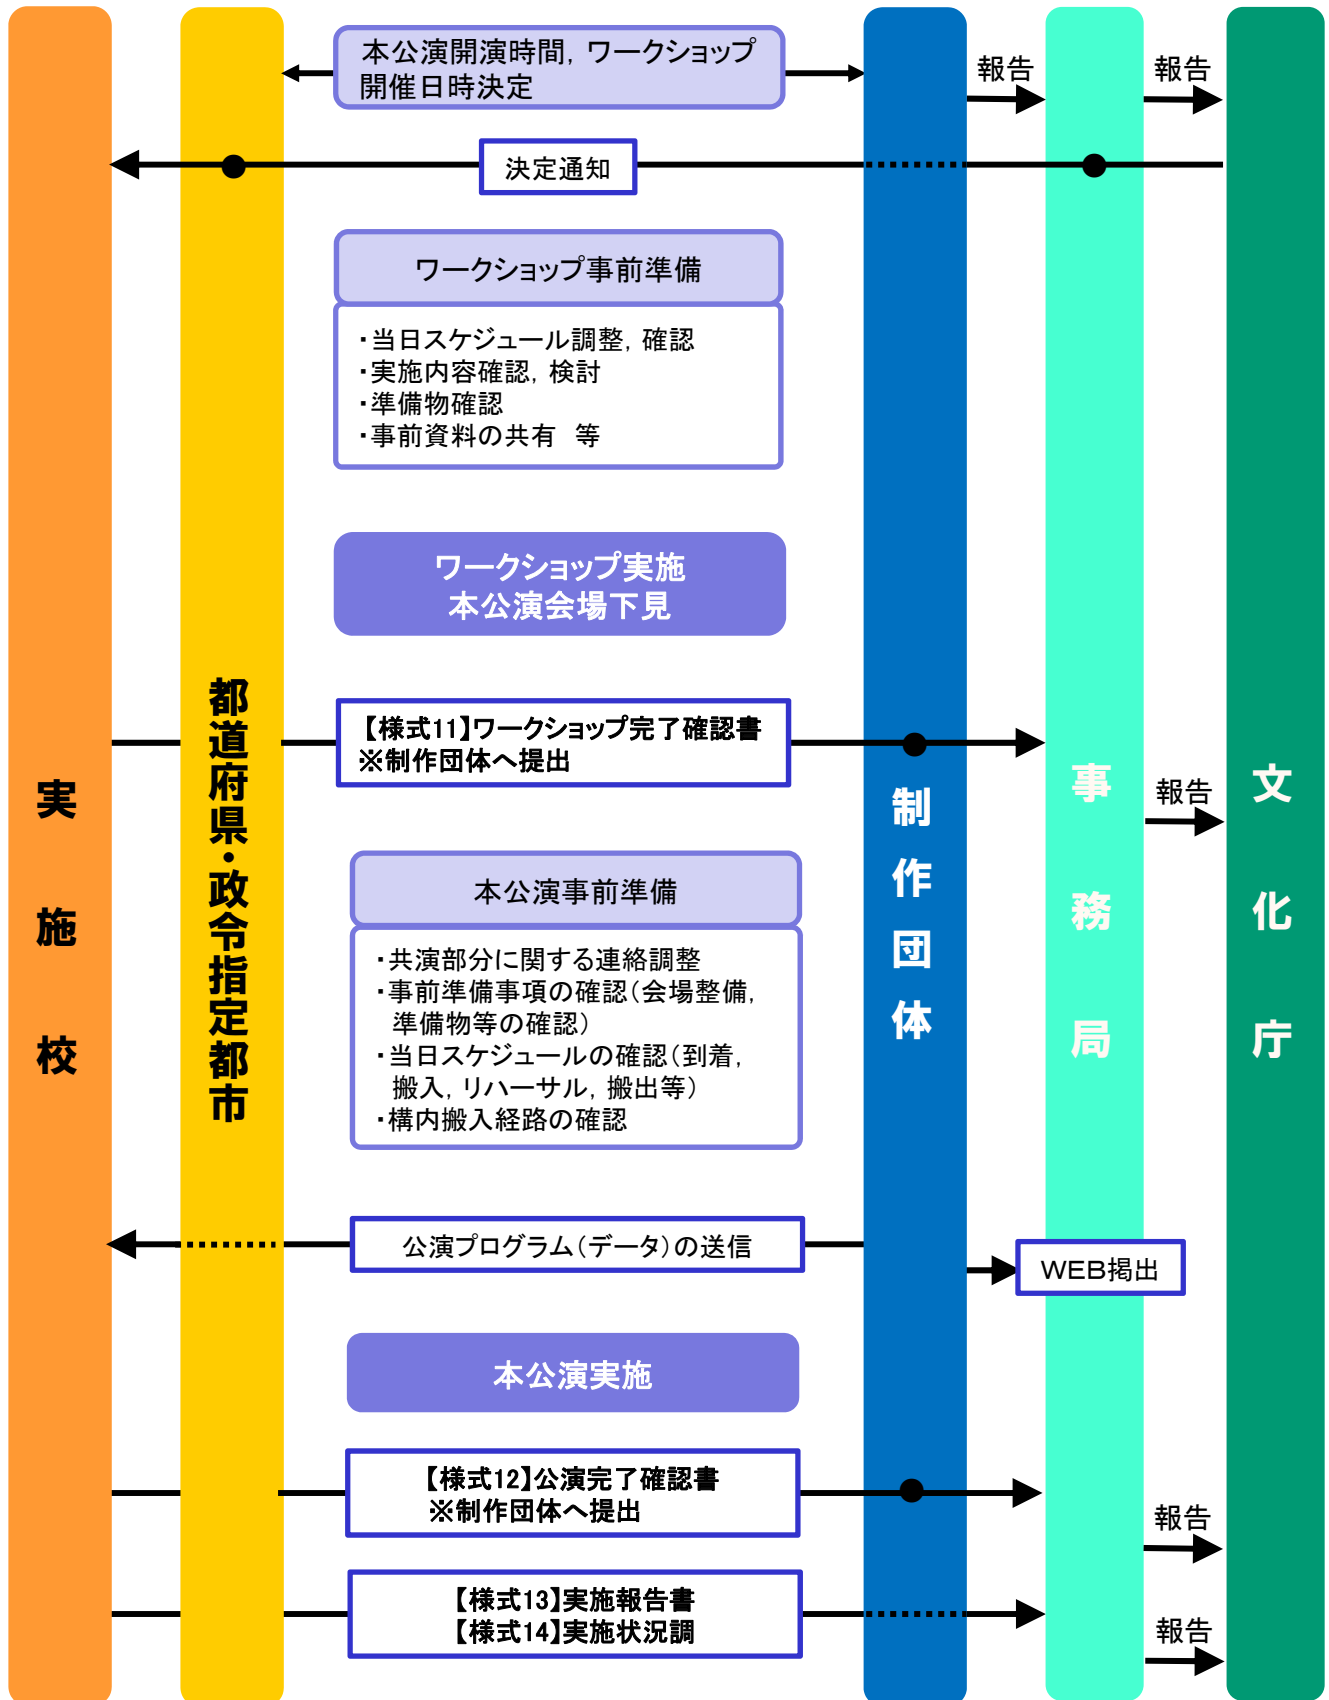 本公演開演時間，ワークショップ
開催日時決定
報告
報告
決定通知
ワークショップ事前準備
・当日スケジュール調整，確認
・実施内容確認，検討
・準備物確認
・事前資料の共有　等
ワークショップ実施
本公演会場下見
【様式11】ワークショップ完了確認書
※制作団体へ提出
報告
実施校
都道府県・政令指定都市
制作団体
事務局
文化庁
本公演事前準備
・共演部分に関する連絡調整
・事前準備事項の確認（会場整備，
準備物等の確認）
・当日スケジュールの確認（到着，
搬入，リハーサル，搬出等）
・構内搬入経路の確認
公演プログラム（データ）の送信
WEB掲出
本公演実施
【様式12】公演完了確認書
※制作団体へ提出
報告
【様式13】実施報告書
【様式14】実施状況調
報告